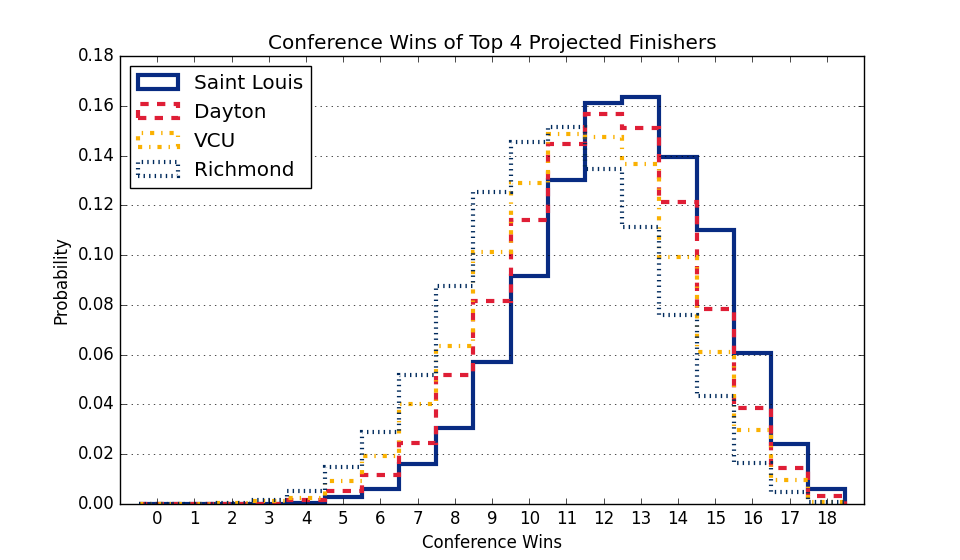 Conference Wins of Top 4 Projected Finishers
Saint Louis
Dayton
VCU
Richmond
0.18
0.16
0.14
0.12
0.10
0.08
0.06
0.04
0.02
0.00
Probability
0 1 2 3 4 5 6 7 8 9 10 11 12 13 14 15 16 17 18
Conference Wins